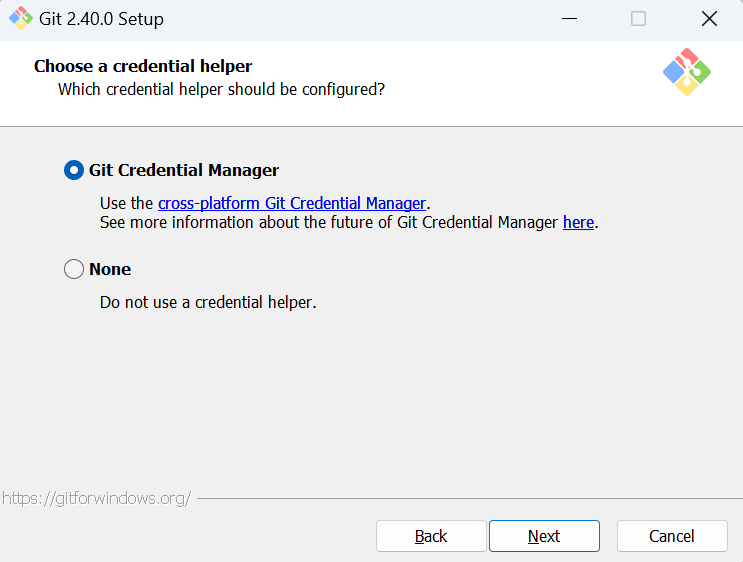 Git 2.40.0 Setup
Choose a credential helper
Which credential helper should be configured?
Git Credential Manager
Use the cross-platform Git Credential Manager.
See more information about the future of Git Credential Manager here.
None
Do not use a credential helper.
https://gitforwindows.org/
Back
Next
Cancel